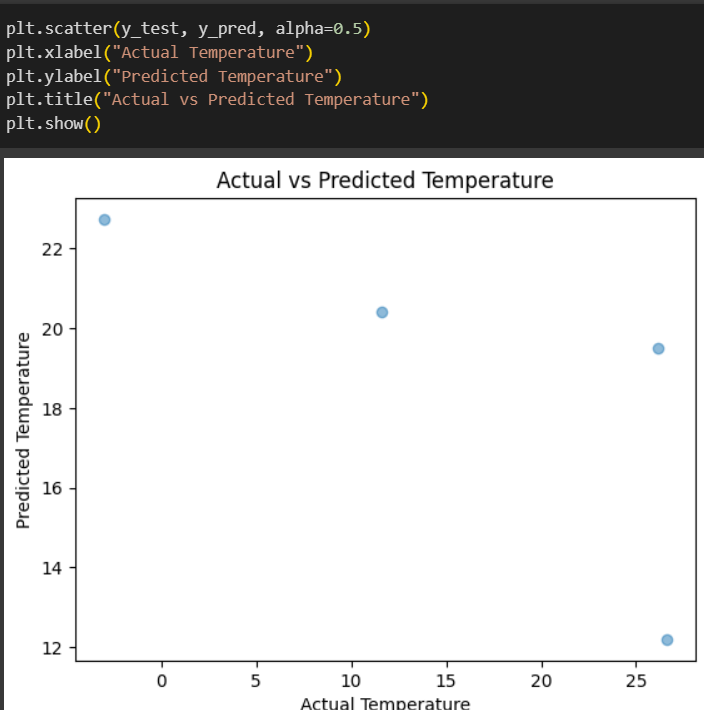 plt.scatter(y_test, y_pred, alpha=0.5)
plt.xlabel("Actual Temperature")
plt.ylabel("Predicted Temperature")
plt.title("Actual vs Predicted Temperature")
plt.show()
Actual vs Predicted Temperature
Predicted Temperature
22
20
18
16
14
12
0 5 10 15 20 25
Actual Temperature